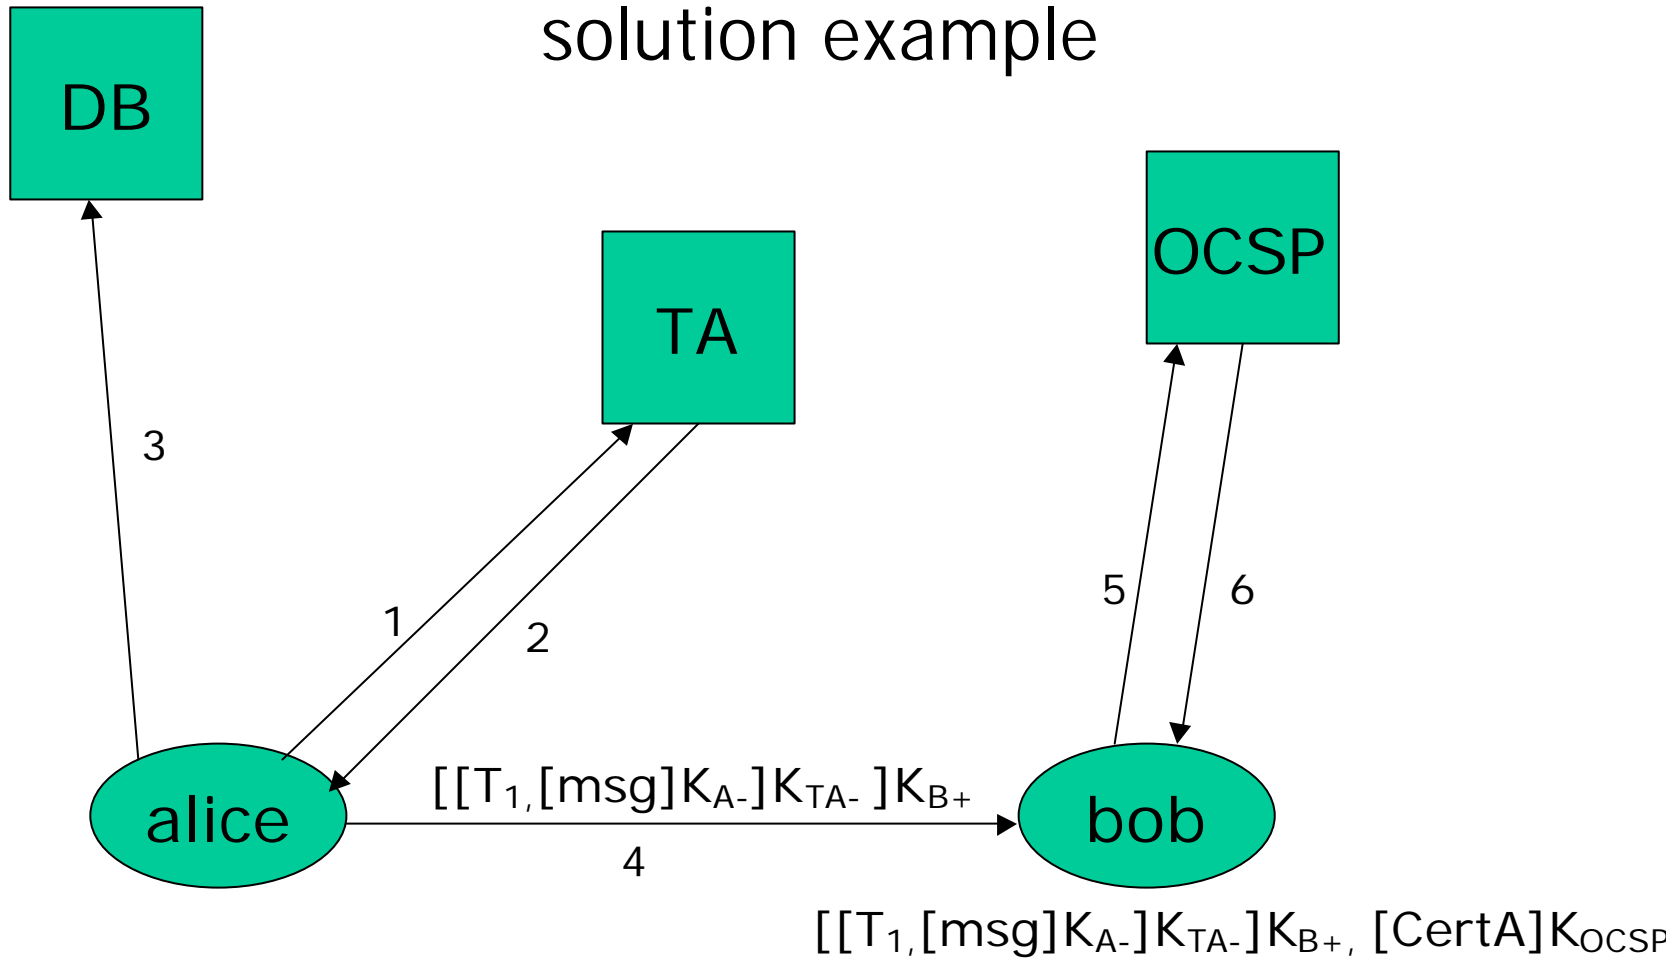 solution example
DB
OCSP
TA
3
5
6
1
2
[[T1,[msg]KA-]KTA- ]KB+
alice
bob
4
[[T1,[msg]KA-]KTA-]KB+, [CertA]KOCSP